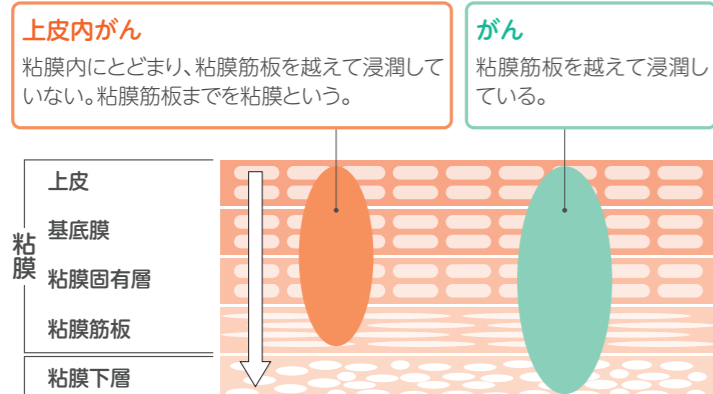 上皮内がん
粘膜内にとどまり、粘膜筋板を越えて浸潤して
いない。粘膜筋板までを粘膜という。
がん
粘膜筋板を越えて浸潤し
ている。
粘膜
上皮
基底膜
粘膜固有層
粘膜筋板
粘膜下層